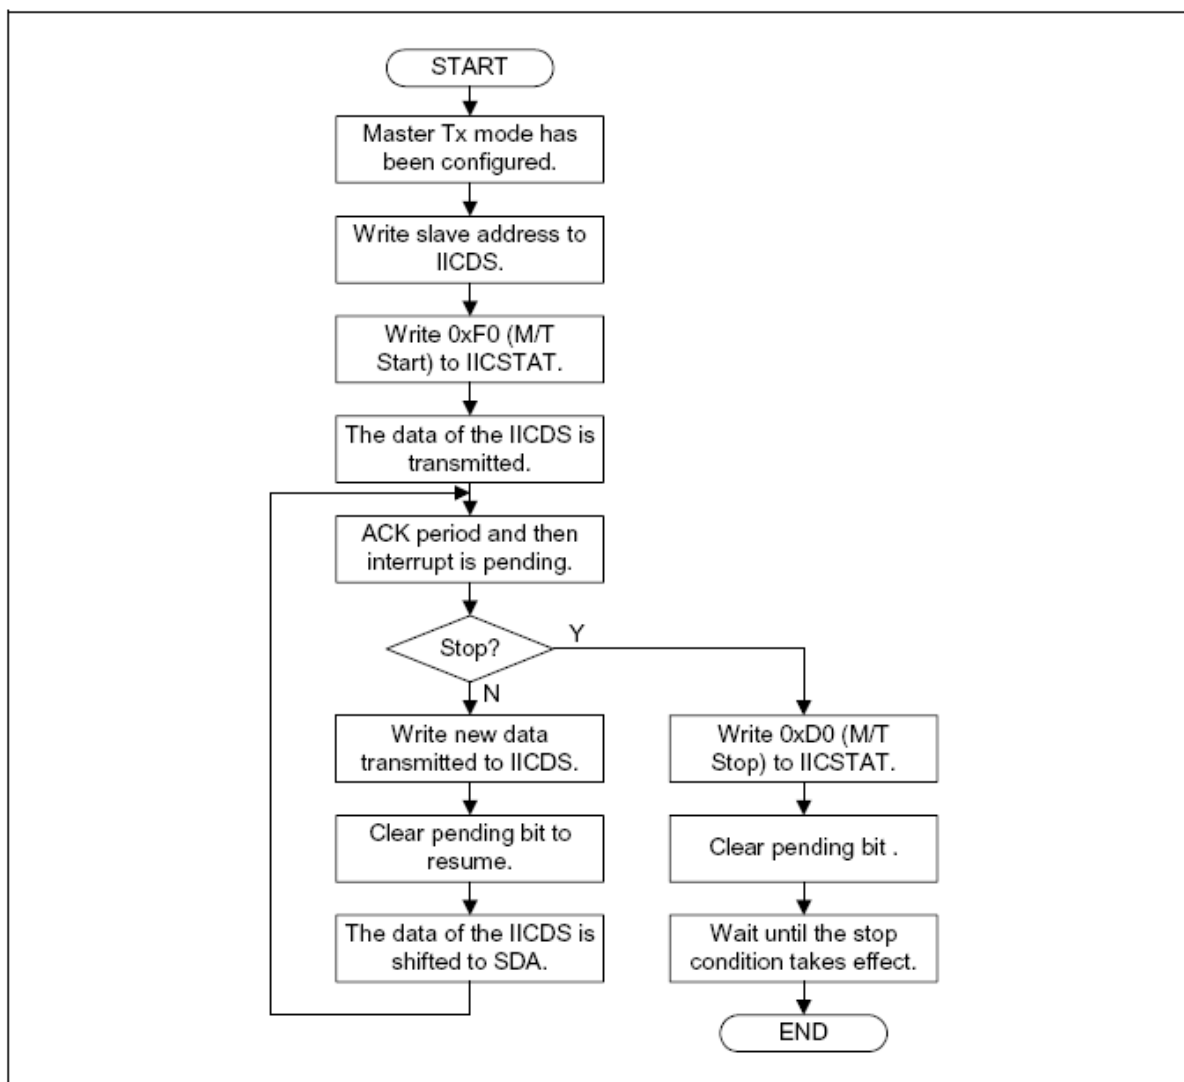 START
Master Tx mode has
been configured.
Write slave address to
IICDS.
Write 0xF0 (M/T
Start) to IICSTAT.
The data of the IICDS is
transmitted.
ACK period and then
interrupt is pending.
Stop?
Y
N
Write new data
transmitted to IICDS.
Clear pending bit to
resume.
The data of the IICDS is
shifted to SDA.
Write 0xD0 (M/T
Stop) to IICSTAT.
Clear pending bit .
Wait until the stop
condition takes effect.
END